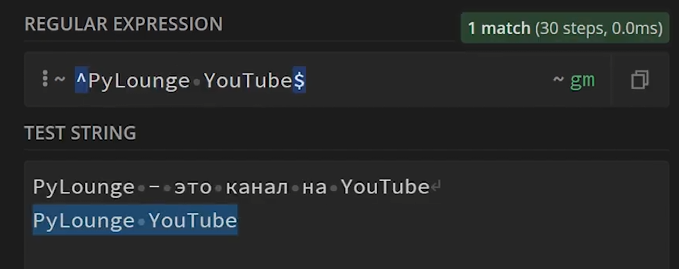 REGULAR EXPRESSION
1 match (30 steps, 0.0ms)
⋮~ ^PyLounge·YouTube$ ~ gm
TEST STRING
PyLounge·-·это·канал·на·YouTube↵
PyLounge·YouTube